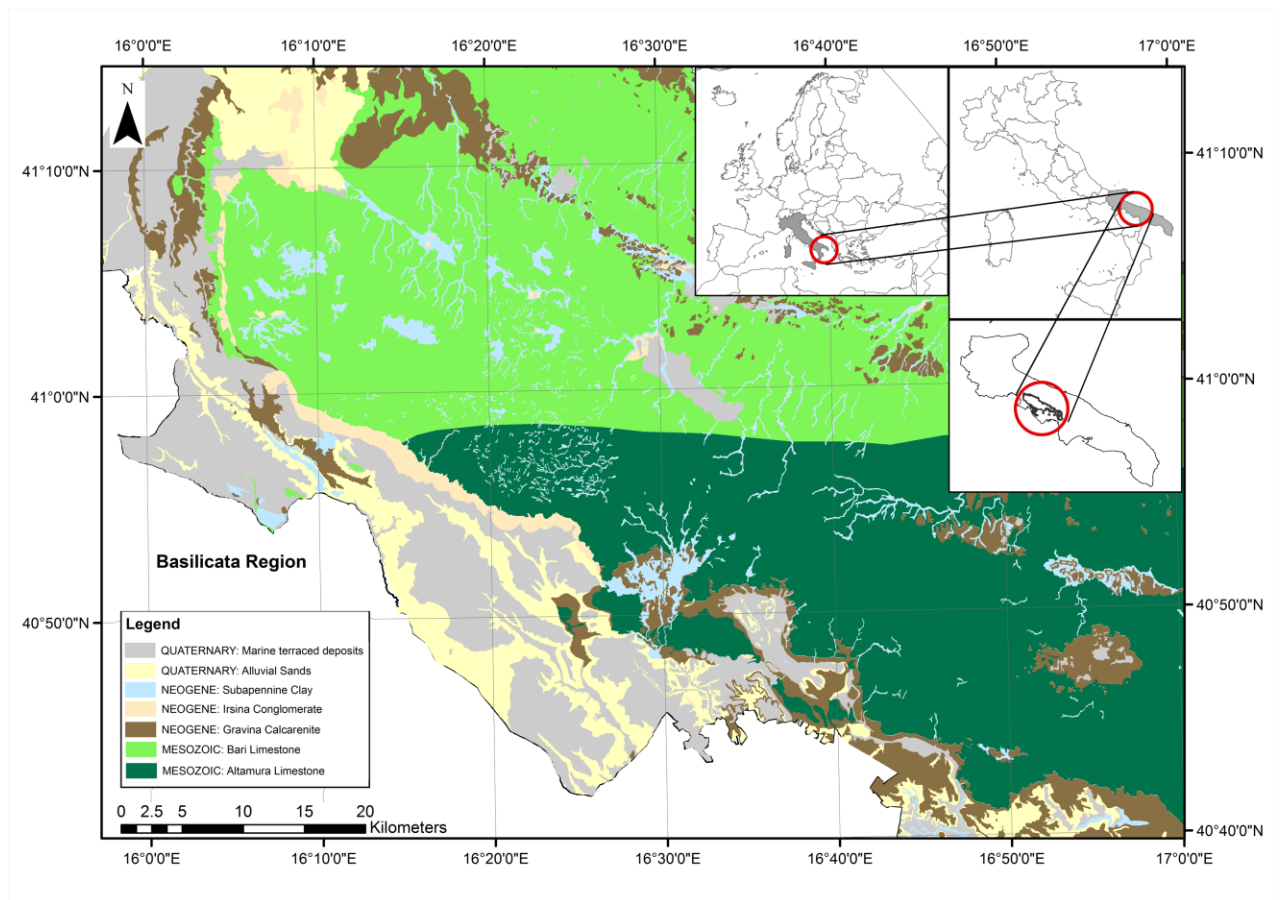 16°0'0"E 16°10'0"E 16°20'0"E 16°30'0"E 16°40'0"E 16°50'0"E 17°0'0"E
N
41°10'0"N 41°10'0"N
41°0'0"N 41°0'0"N
Basilicata Region
40°50'0"N 40°50'0"N
Legend
QUATERNARY: Marine terraced deposits
QUATERNARY: Alluvial Sands
NEOGENE: Subapennine Clay
NEOGENE: Irsina Conglomerate
NEOGENE: Gravina Calcarenite
MESOZOIC: Bari Limestone
MESOZOIC: Altamura Limestone
0 2.5 5 10 15 20
Kilometers
40°40'0"N
16°0'0"E 16°10'0"E 16°20'0"E 16°30'0"E 16°40'0"E 16°50'0"E 17°0'0"E